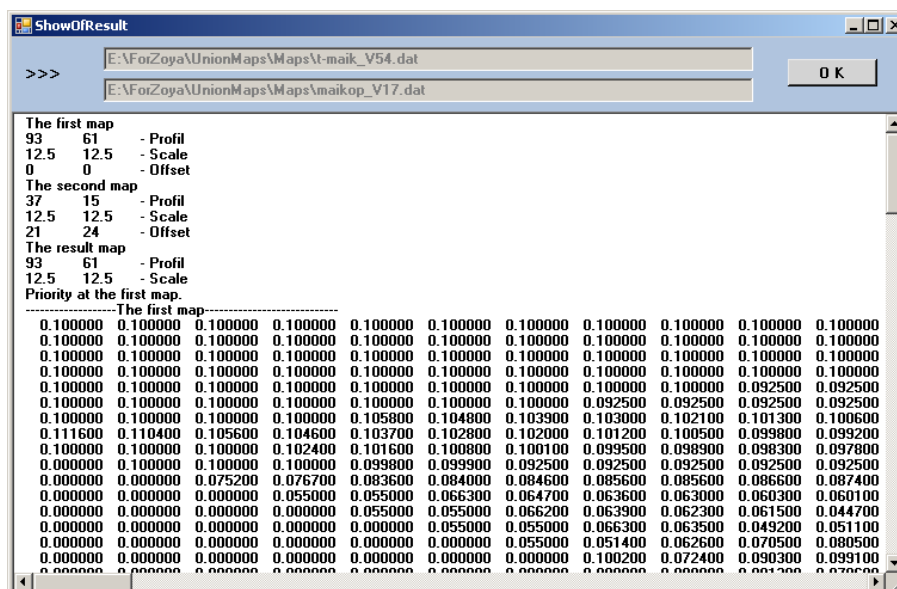 ShowOfResult
>>>
E:\ForZoya\UnionMaps\Maps\t-maik_V54.dat
E:\ForZoya\UnionMaps\Maps\maikop_V17.dat
O K
The first map
93 61 - Profil
12.5 12.5 - Scale
0 0 - Offset
The second map
37 15 - Profil
12.5 12.5 - Scale
21 24 - Offset
The result map
93 61 - Profil
12.5 12.5 - Scale
Priority at the first map.
------------------The first map---------------------------
0.100000 0.100000 0.100000 0.100000 0.100000 0.100000 0.100000 0.100000 0.100000 0.100000 0.100000
0.100000 0.100000 0.100000 0.100000 0.100000 0.100000 0.100000 0.100000 0.100000 0.100000 0.100000
0.100000 0.100000 0.100000 0.100000 0.100000 0.100000 0.100000 0.100000 0.100000 0.100000 0.100000
0.100000 0.100000 0.100000 0.100000 0.100000 0.100000 0.100000 0.100000 0.100000 0.100000 0.100000
0.100000 0.100000 0.100000 0.100000 0.100000 0.100000 0.100000 0.100000 0.100000 0.092500 0.092500
0.100000 0.100000 0.100000 0.100000 0.100000 0.100000 0.100000 0.092500 0.092500 0.092500 0.092500
0.100000 0.100000 0.100000 0.100000 0.105800 0.104800 0.103900 0.103000 0.102100 0.101300 0.100600
0.111600 0.110400 0.105600 0.104600 0.103700 0.102800 0.102000 0.101200 0.100500 0.099800 0.099200
0.100000 0.100000 0.100000 0.102400 0.101600 0.100800 0.100100 0.099500 0.098900 0.098300 0.097800
0.000000 0.100000 0.100000 0.100000 0.099800 0.099900 0.092500 0.092500 0.092500 0.092500 0.092500
0.000000 0.000000 0.075200 0.076700 0.083600 0.084000 0.084600 0.085600 0.085600 0.086600 0.087400
0.000000 0.000000 0.000000 0.055000 0.055000 0.066300 0.064700 0.063600 0.063000 0.060300 0.060100
0.000000 0.000000 0.000000 0.000000 0.055000 0.055000 0.066200 0.063900 0.062300 0.061500 0.044700
0.000000 0.000000 0.000000 0.000000 0.000000 0.055000 0.055000 0.066300 0.063500 0.049200 0.051100
0.000000 0.000000 0.000000 0.000000 0.000000 0.000000 0.055000 0.051400 0.062600 0.070500 0.080500
0.000000 0.000000 0.000000 0.000000 0.000000 0.000000 0.000000 0.100200 0.072400 0.090300 0.099100